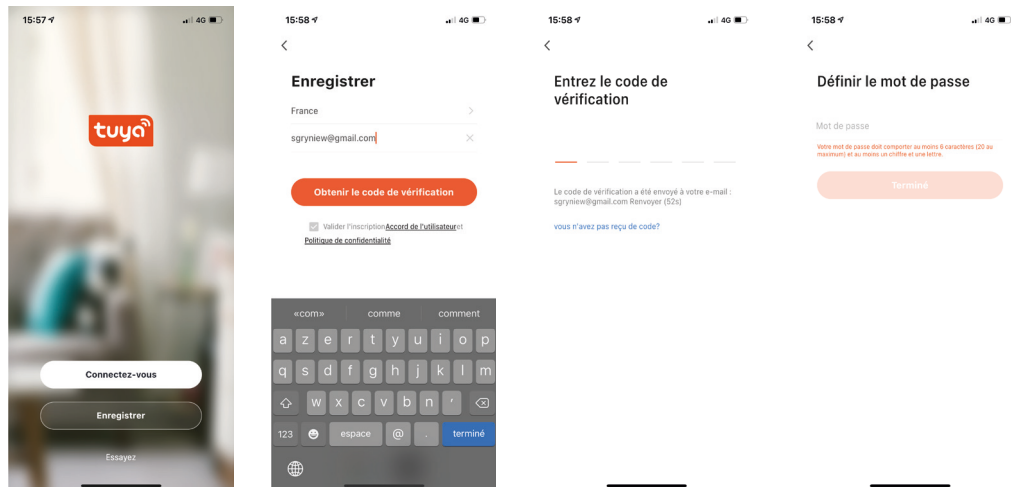 15:57
4G
tuya
Connectez-vous
Enregistrer
Essayez
15:58
4G
Enregistrer
France
sgryniew@gmail.com
Obtenir le code de vérification
Valider l'inscription Accord de l'utilisateur et
Politique de confidentialité
«com» comme comment
a z e r t y u i o p
q s d f g h j k l m
w x c v b n ′
123 espace @ . terminé
15:58
4G
Entrez le code de
vérification
Le code de vérification a été envoyé à votre e-mail :
sgryniew@gmail.com Renvoyer (52s)
vous n'avez pas reçu de code?
15:58
4G
Définir le mot de passe
Mot de passe
Votre mot de passe doit comporter au moins 6 caractères (20 au
maximum) et au moins un chiffre et une lettre.
Terminé